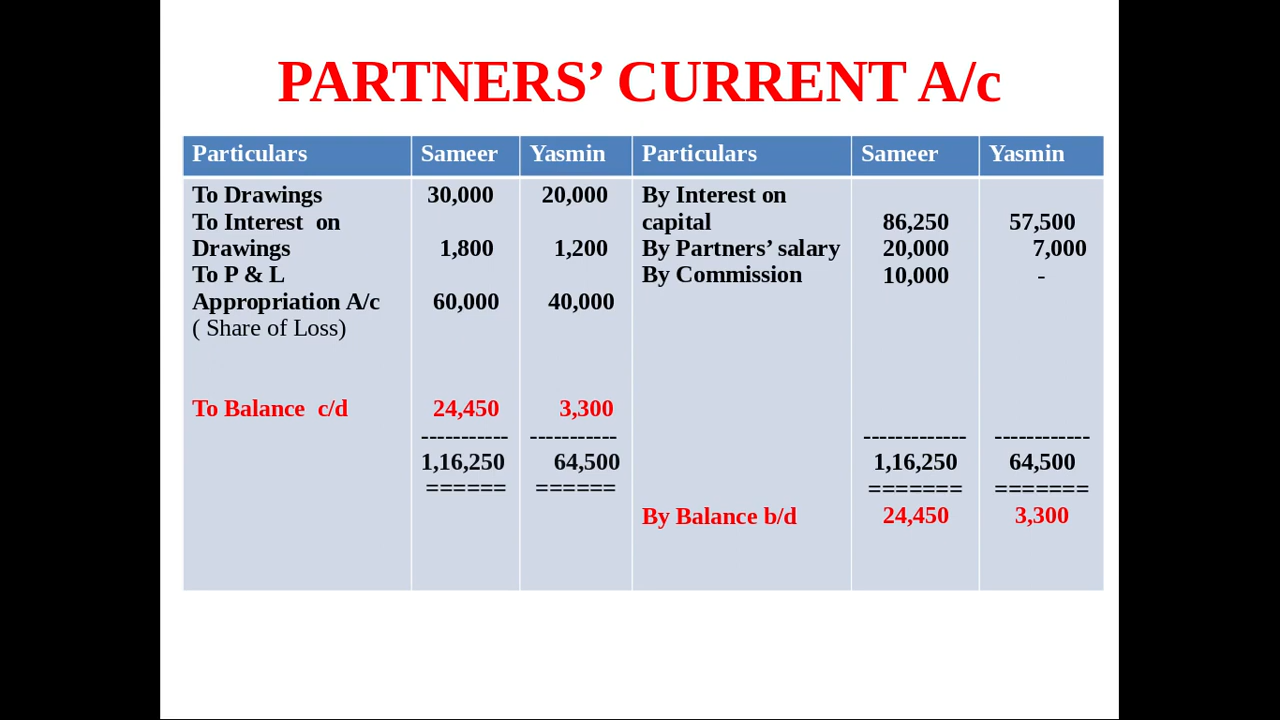 PARTNERS’ CURRENT A/c
Particulars Sameer Yasmin Particulars Sameer Yasmin
To Drawings 30,000 20,000 By Interest on
To Interest on capital 86,250 57,500
Drawings 1,800 1,200 By Partners’ salary 20,000 7,000
To P & L By Commission 10,000 -
Appropriation A/c 60,000 40,000
( Share of Loss)
To Balance c/d 24,450 3,300
----------- ----------- ------------- ------------
1,16,250 64,500 1,16,250 64,500
====== ====== ======= =======
By Balance b/d 24,450 3,300